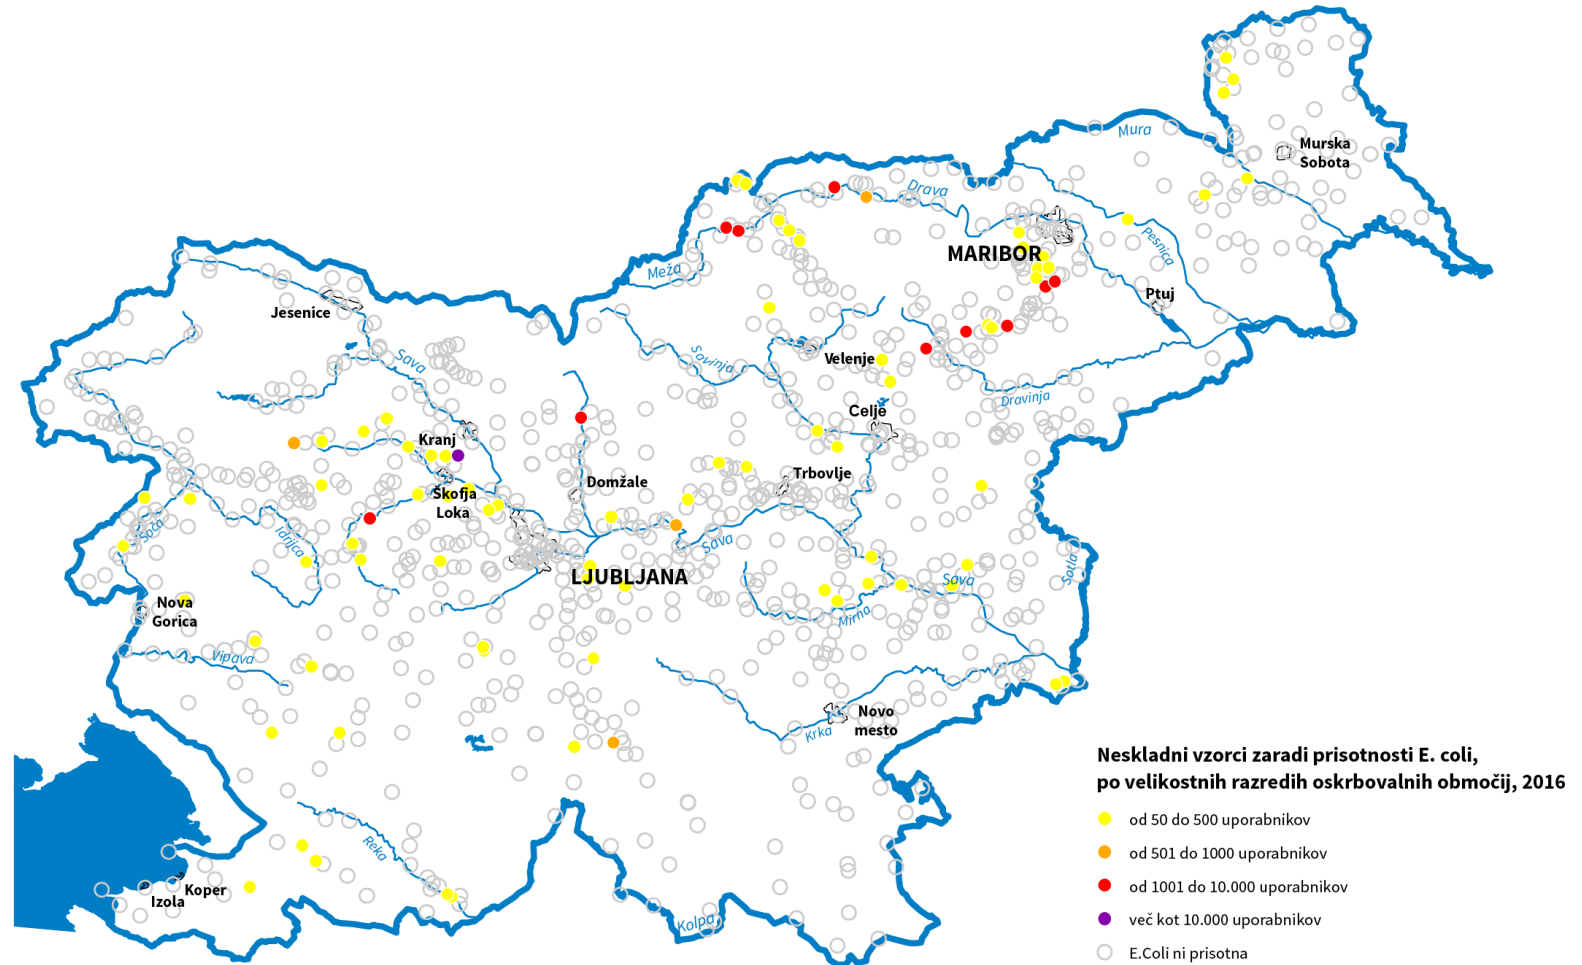 Mura
Murska
Sobota
Drava
MARIBOR
Pesnica
Meža
Ptuj
Jesenice
Sava
Savinja
Velenje
Dravinja
Celje
Kranj
Trbovlje
Domžale
Škofja
Loka
Soča
Idrijca
Sava
LJUBLJANA
Sava
Sotla
Nova
Gorica
Mirna
Vipava
Novo
mesto
Krka
Reka
Koper
Izola
Kolpa
Neskladni vzorci zaradi prisotnosti E. coli,
po velikostnih razredih oskrbovalnih območij, 2016
od 50 do 500 uporabnikov
od 501 do 1000 uporabnikov
od 1001 do 10.000 uporabnikov
več kot 10.000 uporabnikov
E.Coli ni prisotna